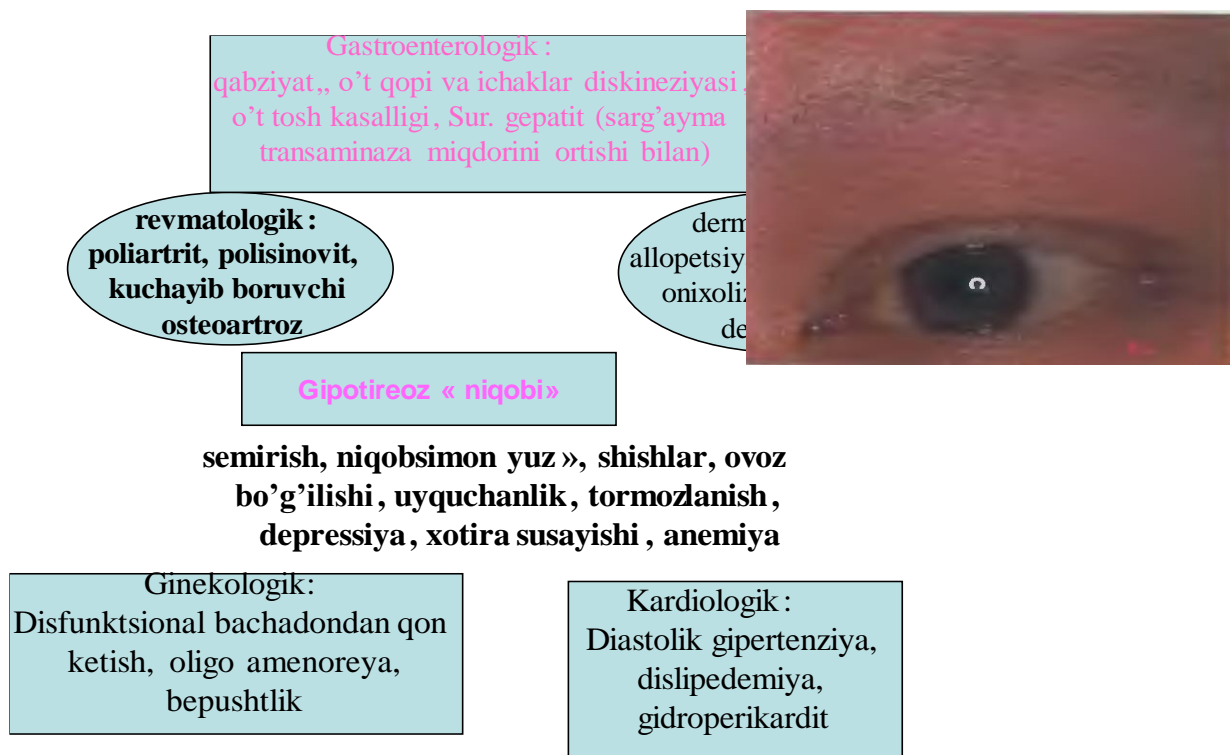 Gastroenterologik :
qabziyat,, o’t qopi va ichaklar diskineziyasi ,
o’t tosh kasalligi, Sur. gepatit (sarg’ayma
transaminaza miqdorini ortishi bilan)
revmatologik :
poliartrit, polisinovit,
kuchayib boruvchi
osteoartroz
Gipotireoz « niqobi»
semirish, niqobsimon yuz », shishlar, ovoz
bo’g’ilishi, uyquchanlik, tormozlanish,
depressiya, xotira susayishi, anemiya
Ginekologik:
Disfunktsional bachadondan qon
ketish, oligo amenoreya,
bepushtlik
Kardiologik :
Diastolik gipertenziya,
dislipedemiya,
gidroperikardit